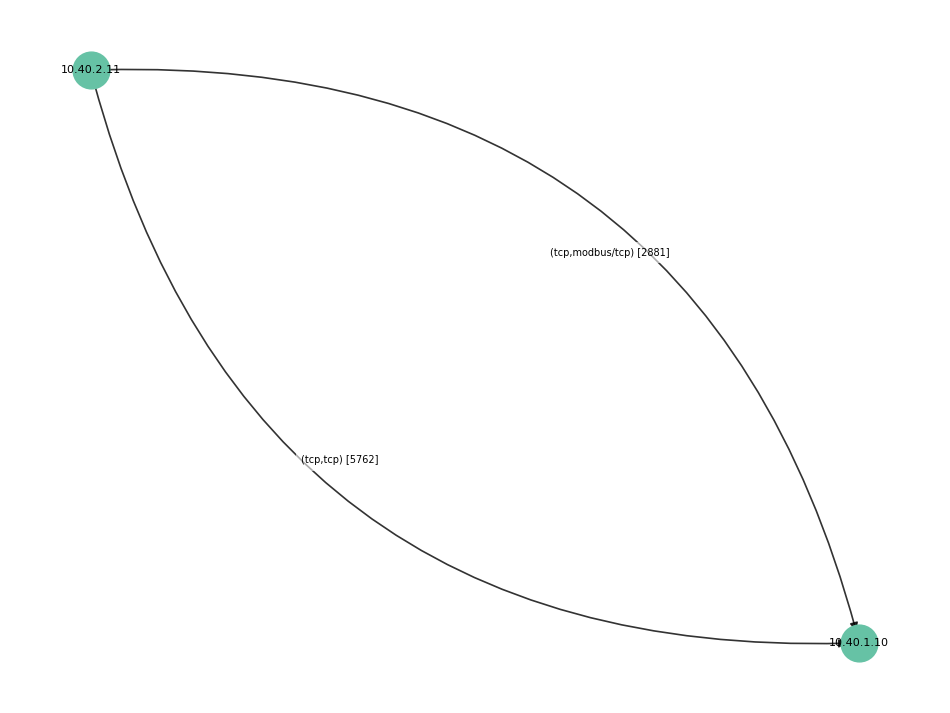 10.40.2.11
(tcp,modbus/tcp) [2881]
(tcp,tcp) [5762]
10.40.1.10